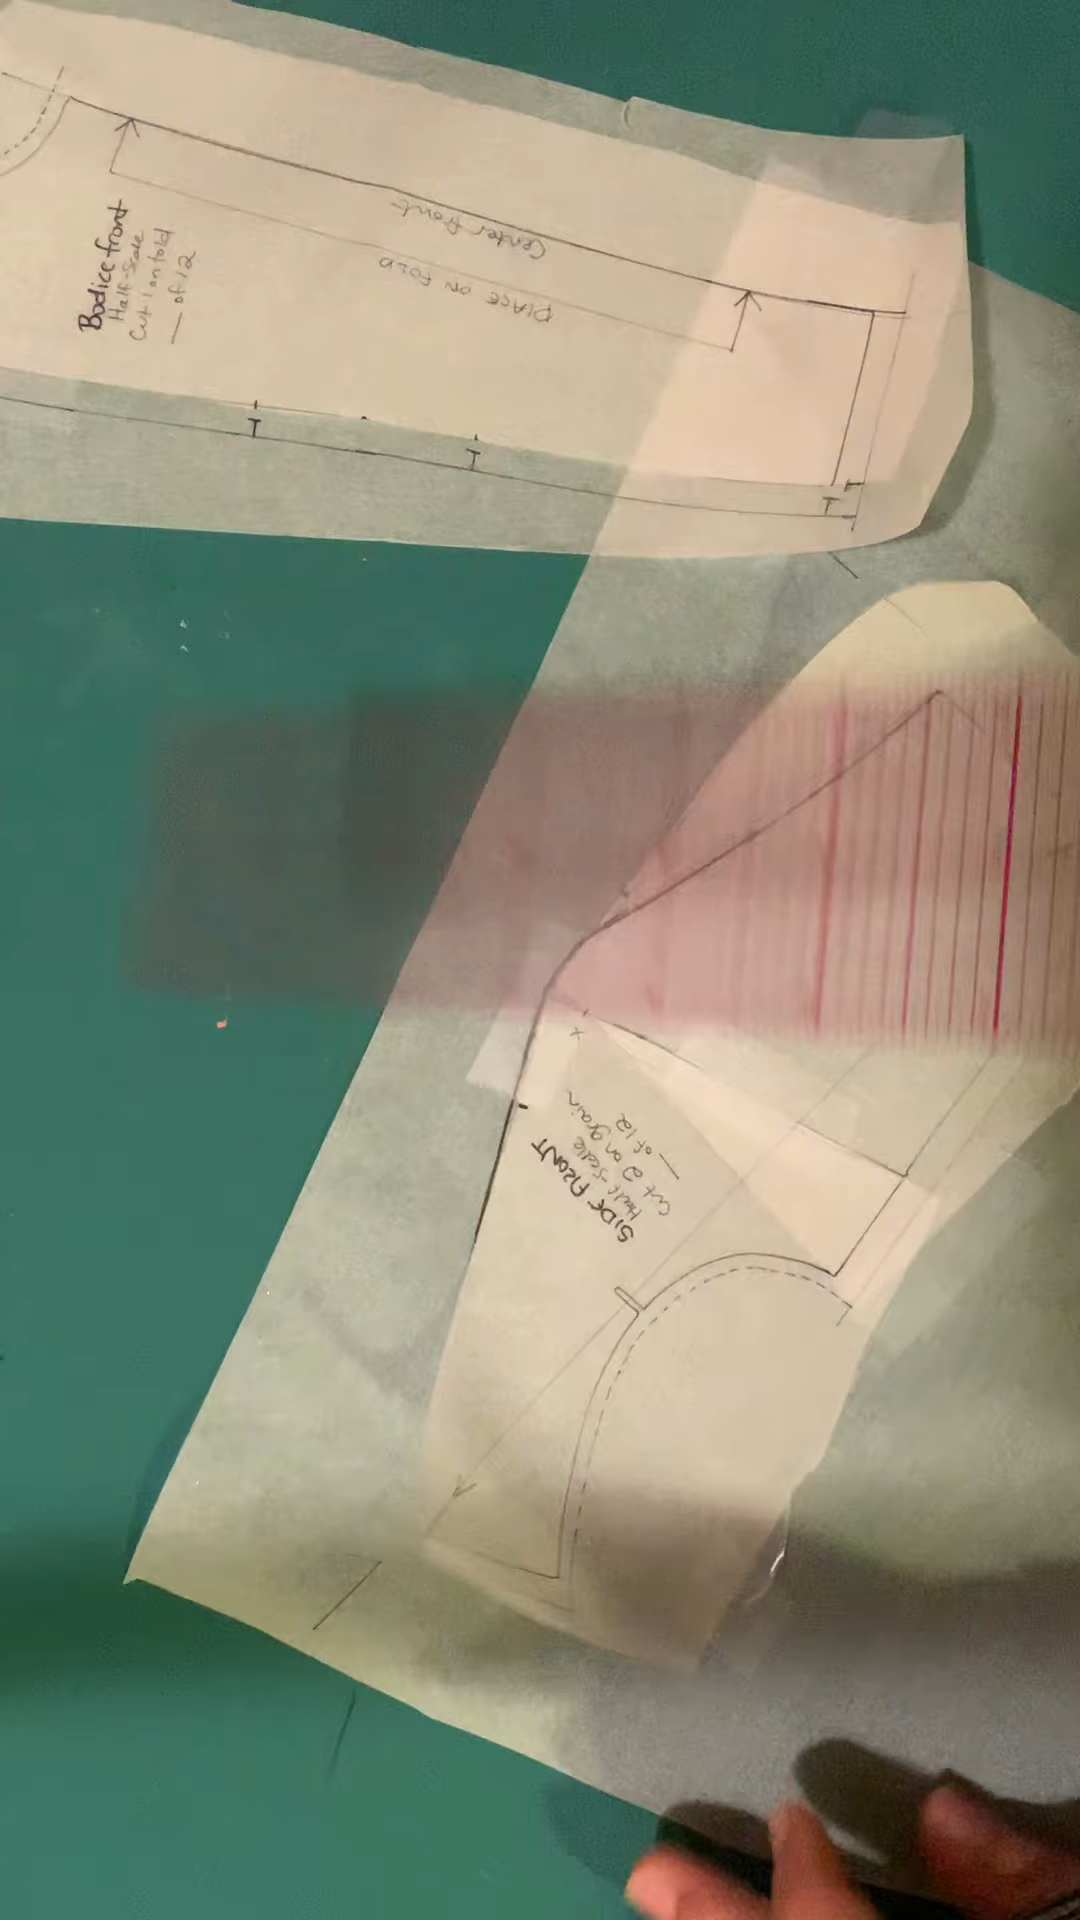 Bodice front
Half-Scale
Cut 1 on fold
— of 12
Center Front
PLACE ON FOLD
SIDE FRONT
Half-Scale
Cut 2 on grain
— of 12